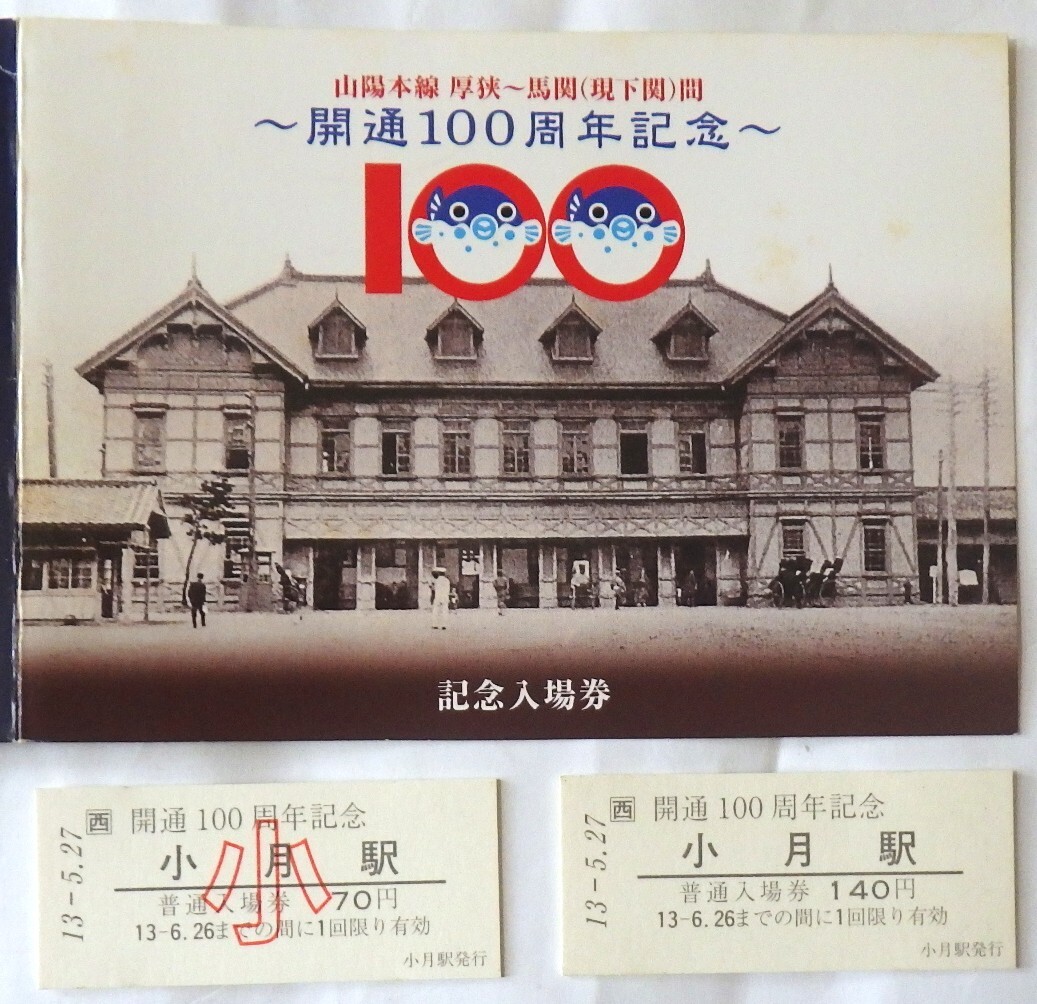 山陽本線 厚狭～馬関(現下関)間
～開通100周年記念～
100
記念入場券
13-5.27
西 開通100周年記念
小月駅
普通入場券 70円
13-6.26までの間に1回限り有効
小月駅発行
小
13-5.27
西 開通100周年記念
小月駅
普通入場券 140円
13-6.26までの間に1回限り有効
小月駅発行